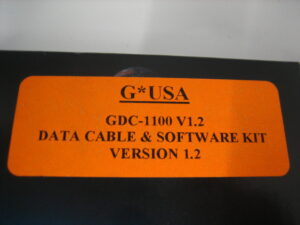 G*USA
GDC-1100 V1.2
DATA CABLE & SOFTWARE KIT
VERSION 1.2